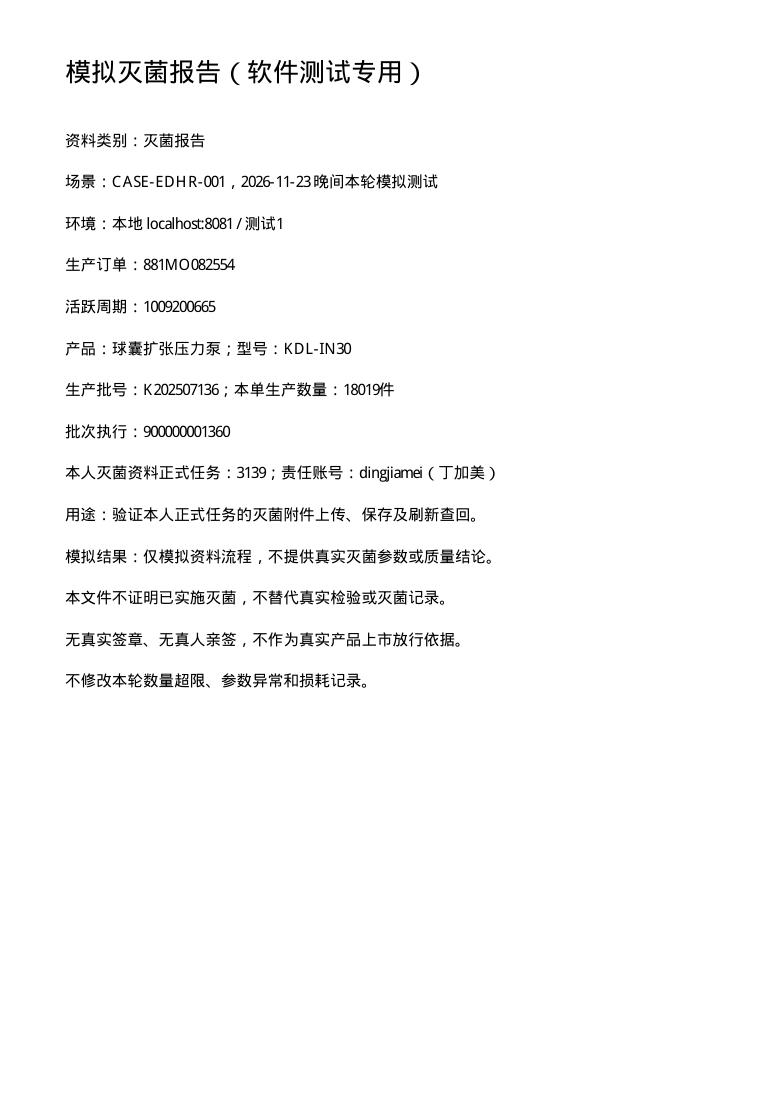 模拟灭菌报告（软件测试专用）
资料类别：灭菌报告
场景：CASE-EDHR-001，2026-11-23晚间本轮模拟测试
环境：本地 localhost:8081 / 测试1
生产订单：881MO082554
活跃周期：1009200665
产品：球囊扩张压力泵；型号：KDL-IN30
生产批号：K202507136；本单生产数量：18019件
批次执行：900000001360
本人灭菌资料正式任务：3139；责任账号：dingjiamei（丁加美）
用途：验证本人正式任务的灭菌附件上传、保存及刷新查回。
模拟结果：仅模拟资料流程，不提供真实灭菌参数或质量结论。
本文件不证明已实施灭菌，不替代真实检验或灭菌记录。
无真实签章、无真人亲签，不作为真实产品上市放行依据。
不修改本轮数量超限、参数异常和损耗记录。